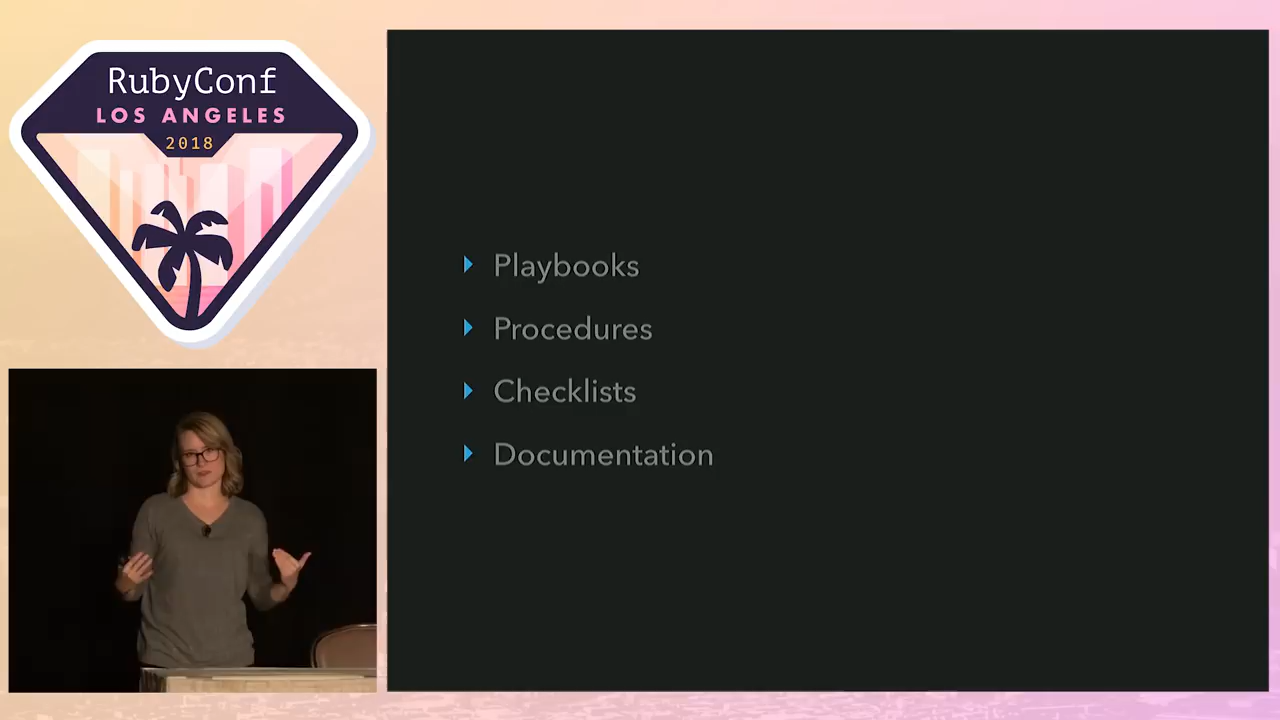 RubyConf
LOS ANGELES
2018
Playbooks
Procedures
Checklists
Documentation